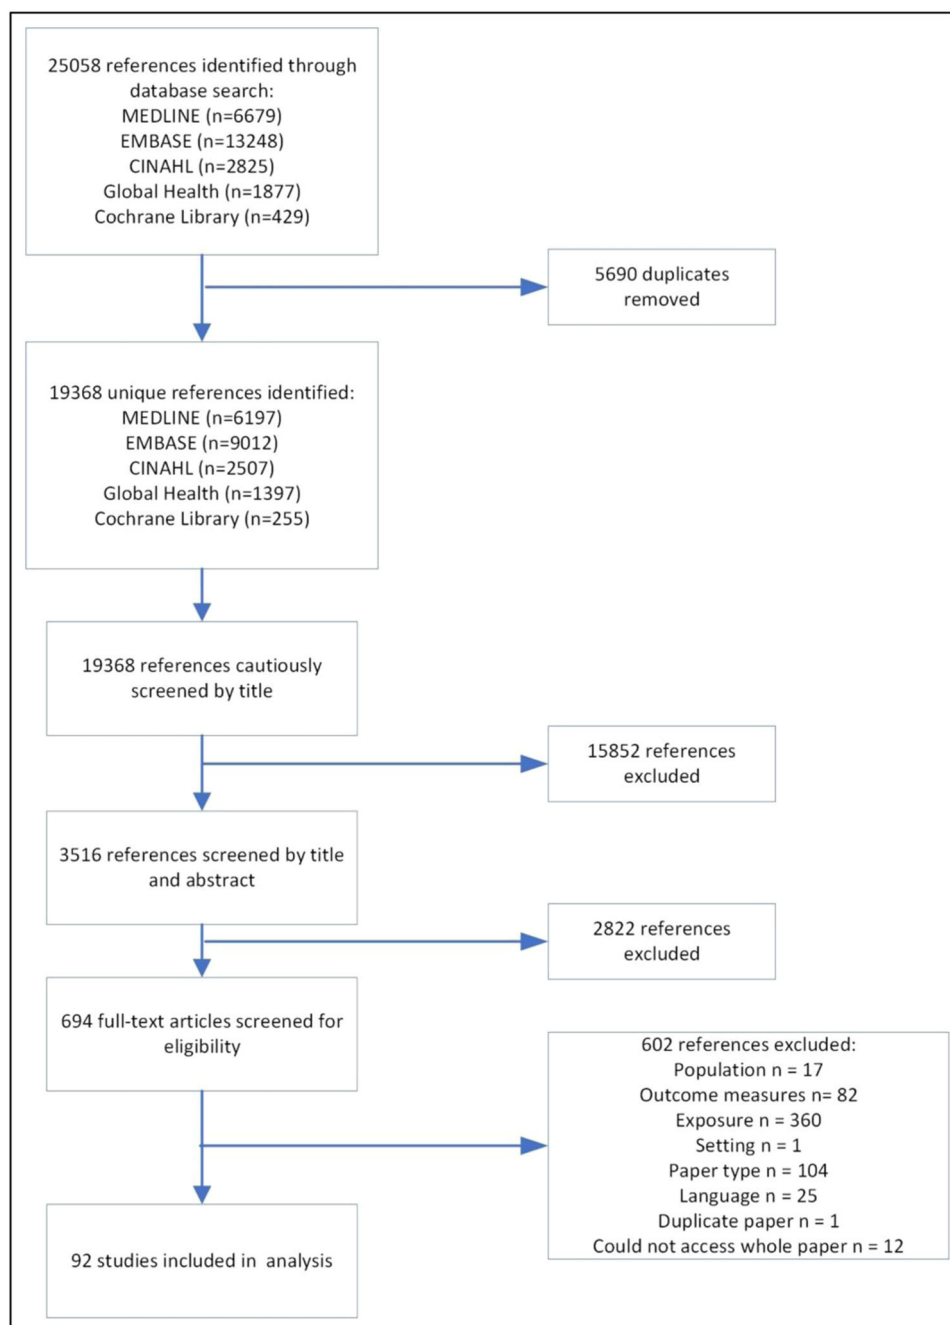 25058 references identified through
database search:
MEDLINE (n=6679)
EMBASE (n=13248)
CINAHL (n=2825)
Global Health (n=1877)
Cochrane Library (n=429)
5690 duplicates
removed
19368 unique references identified:
MEDLINE (n=6197)
EMBASE (n=9012)
CINAHL (n=2507)
Global Health (n=1397)
Cochrane Library (n=255)
19368 references cautiously
screened by title
15852 references
excluded
3516 references screened by title
and abstract
2822 references
excluded
694 full-text articles screened for
eligibility
602 references excluded:
Population n = 17
Outcome measures n= 82
Exposure n = 360
Setting n = 1
Paper type n = 104
Language n = 25
Duplicate paper n = 1
Could not access whole paper n = 12
92 studies included in  analysis